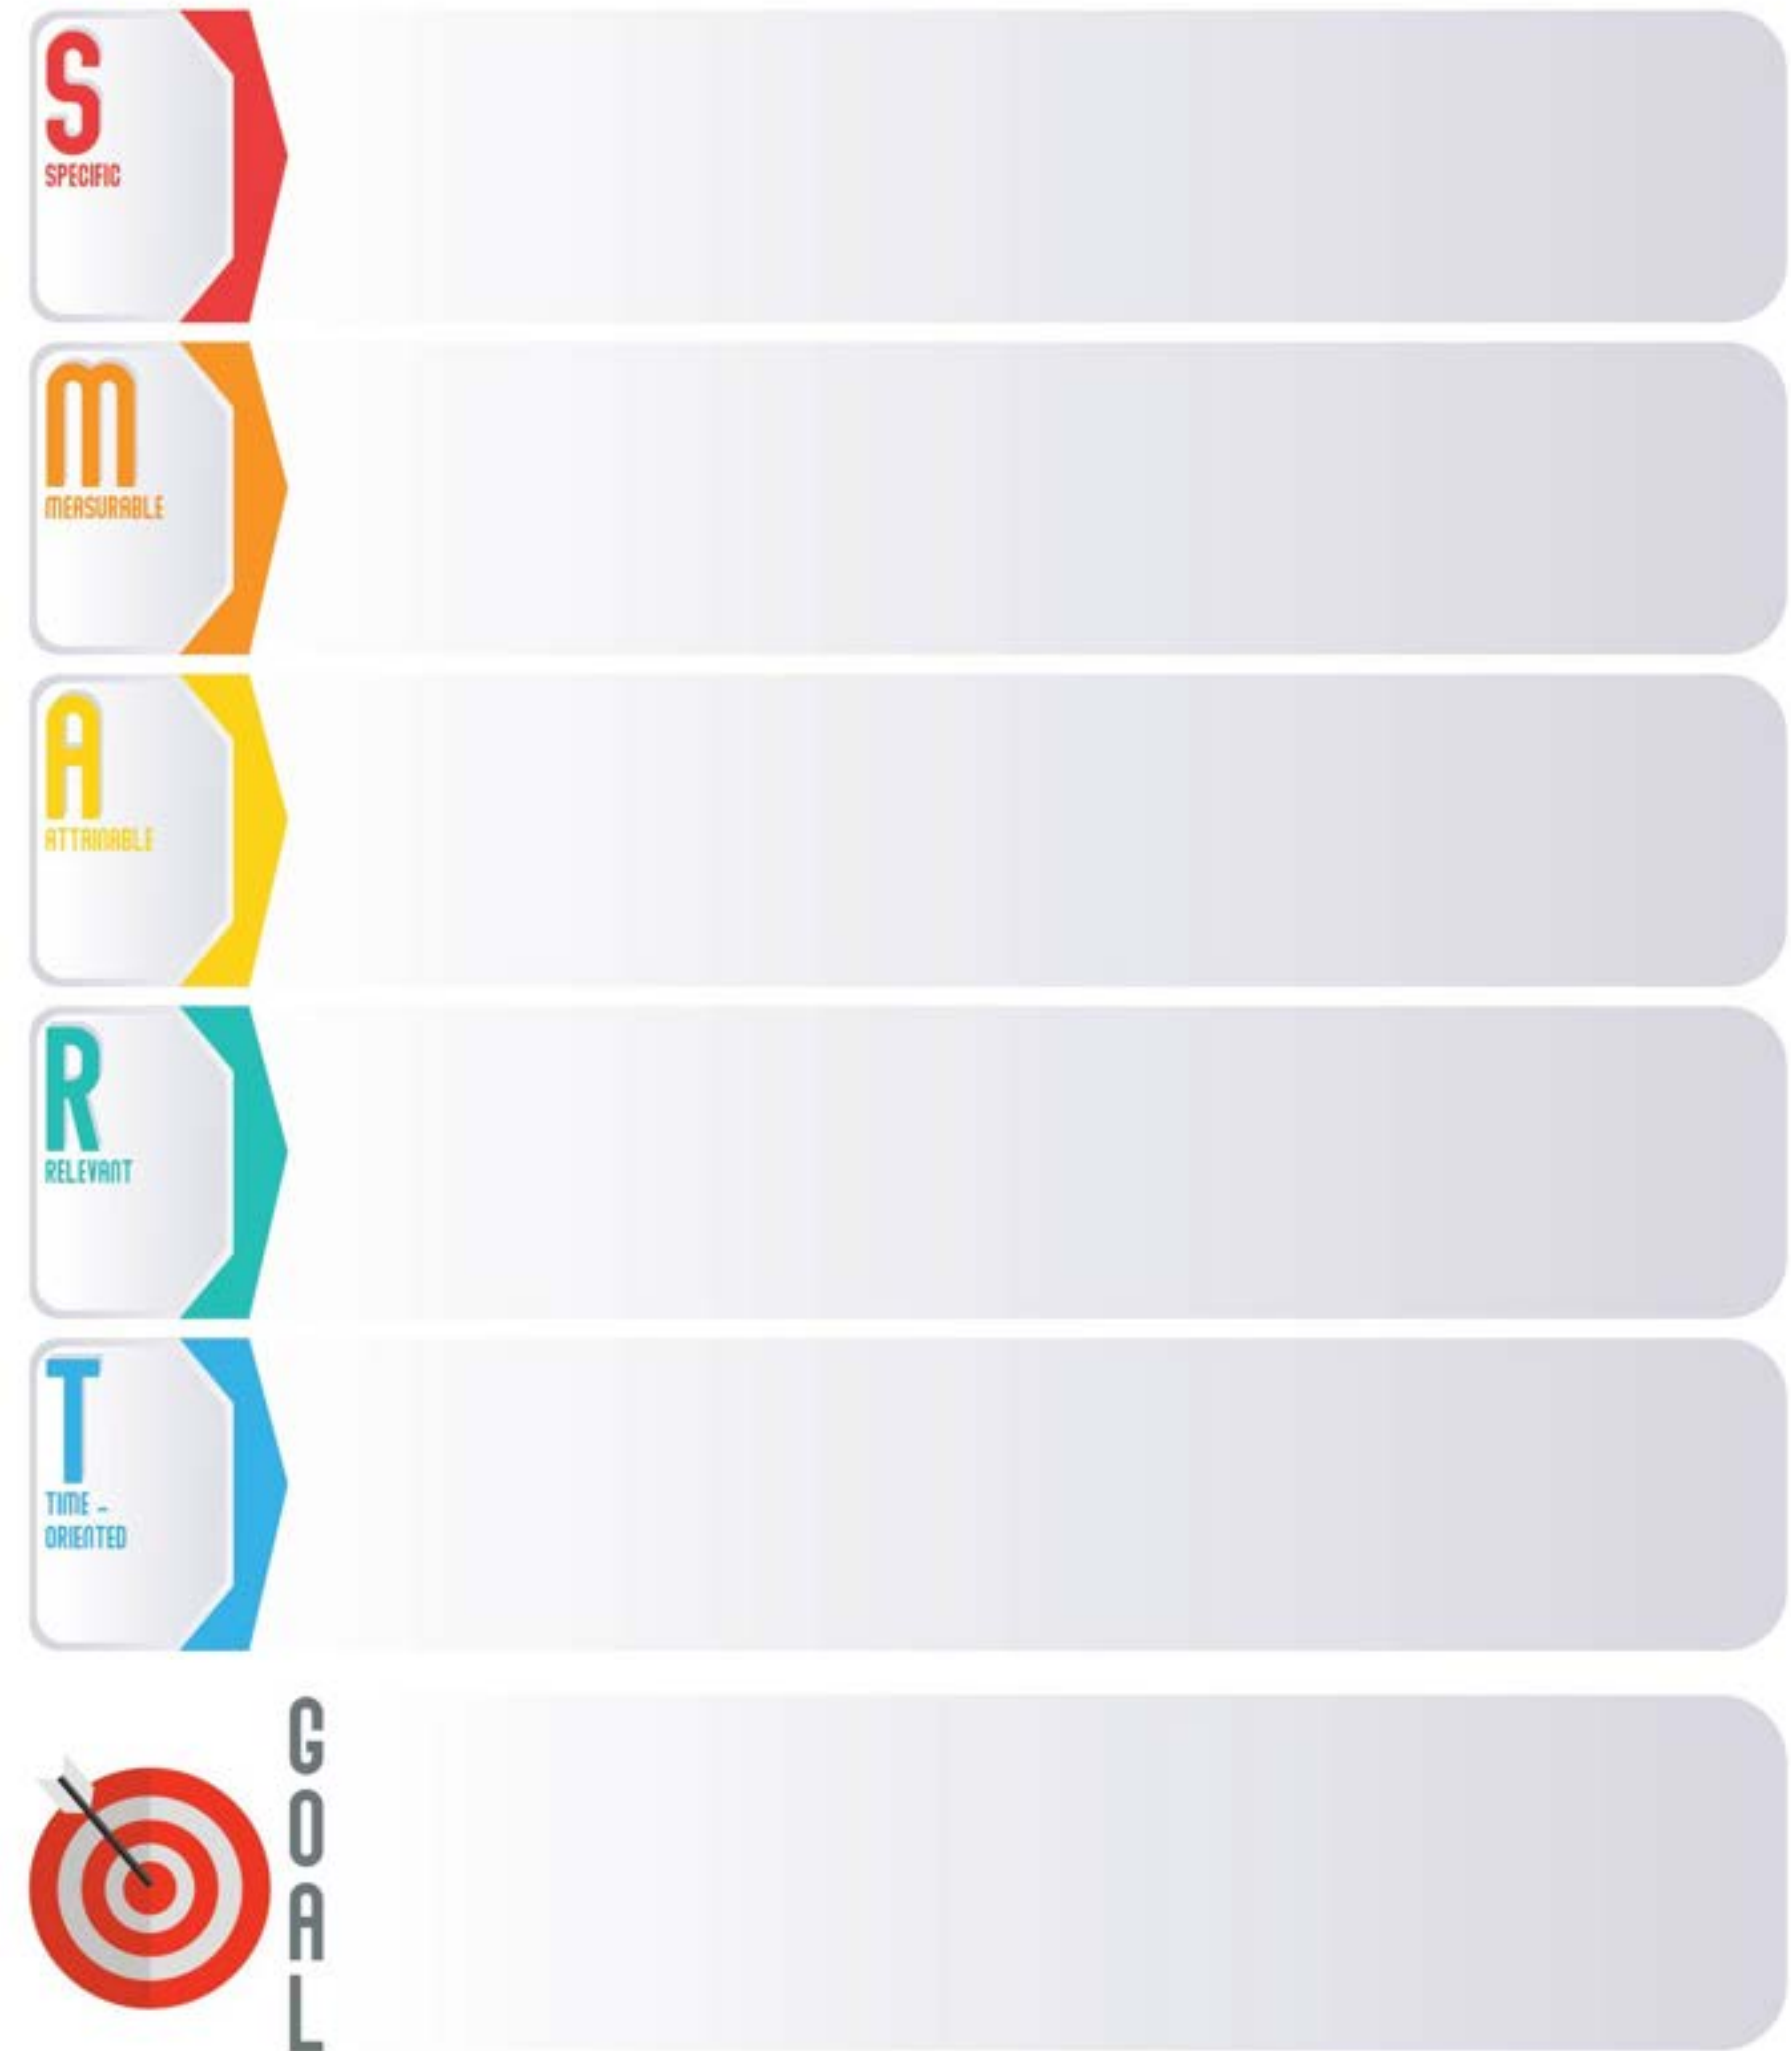 S
SPECIFIC
M
MEASURABLE
A
ATTAINABLE
R
RELEVANT
T
TIME -
ORIENTED
G
O
A
L